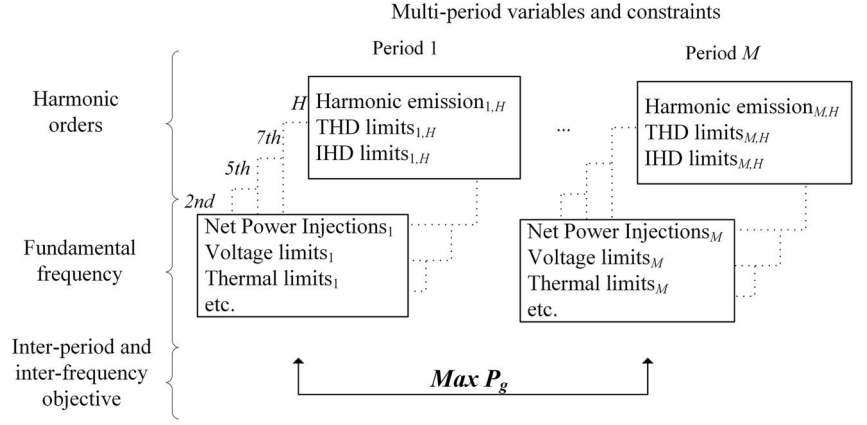 Multi-period variables and constraints
Period 1
Period M
Harmonic
orders
H
7th
5th
2nd
Harmonic emission1,H
THD limits1,H
IHD limits1,H
...
Harmonic emissionM,H
THD limitsM,H
IHD limitsM,H
Fundamental
frequency
Net Power Injections1
Voltage limits1
Thermal limits1
etc.
Net Power InjectionsM
Voltage limitsM
Thermal limitsM
etc.
Inter-period and
inter-frequency
objective
Max Pg